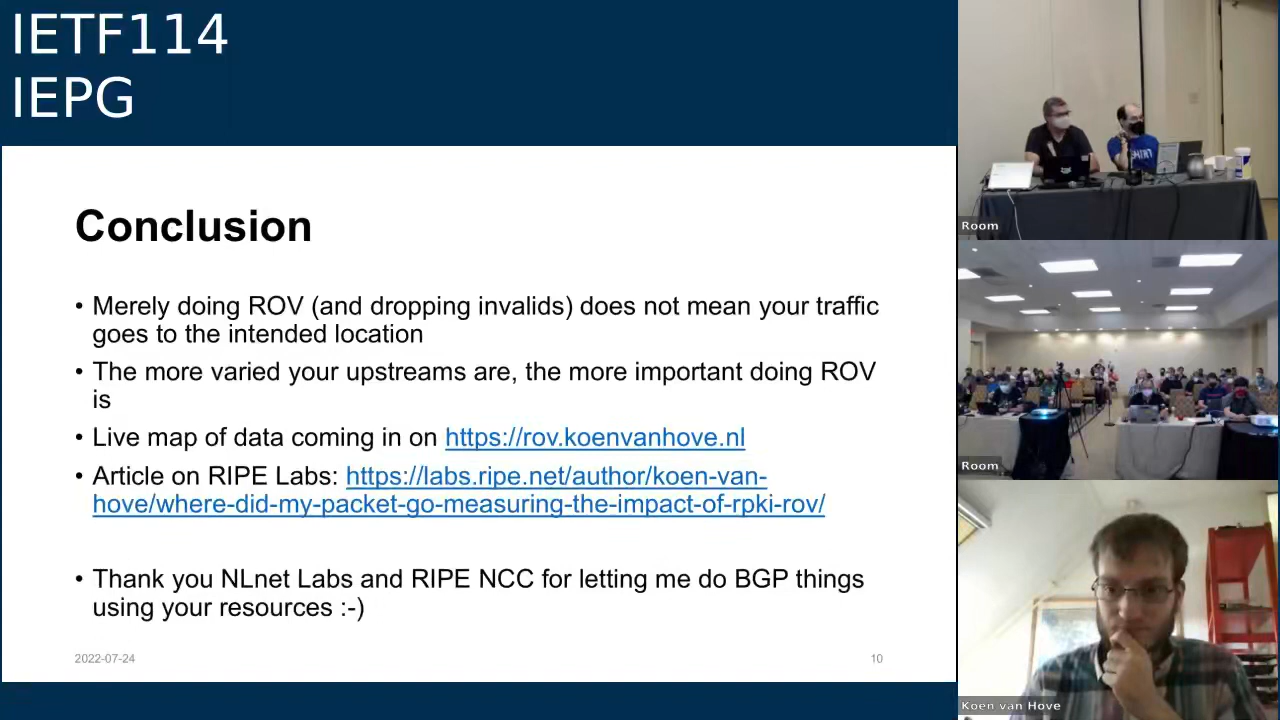 IETF114
IEPG
Conclusion
• Merely doing ROV (and dropping invalids) does not mean your traffic
goes to the intended location
• The more varied your upstreams are, the more important doing ROV
is
• Live map of data coming in on https://rov.koenvanhove.nl
• Article on RIPE Labs: https://labs.ripe.net/author/koen-van-
hove/where-did-my-packet-go-measuring-the-impact-of-rpki-rov/
• Thank you NLnet Labs and RIPE NCC for letting me do BGP things
using your resources :-)
2022-07-24
10
Room
Room
Koen van Hove